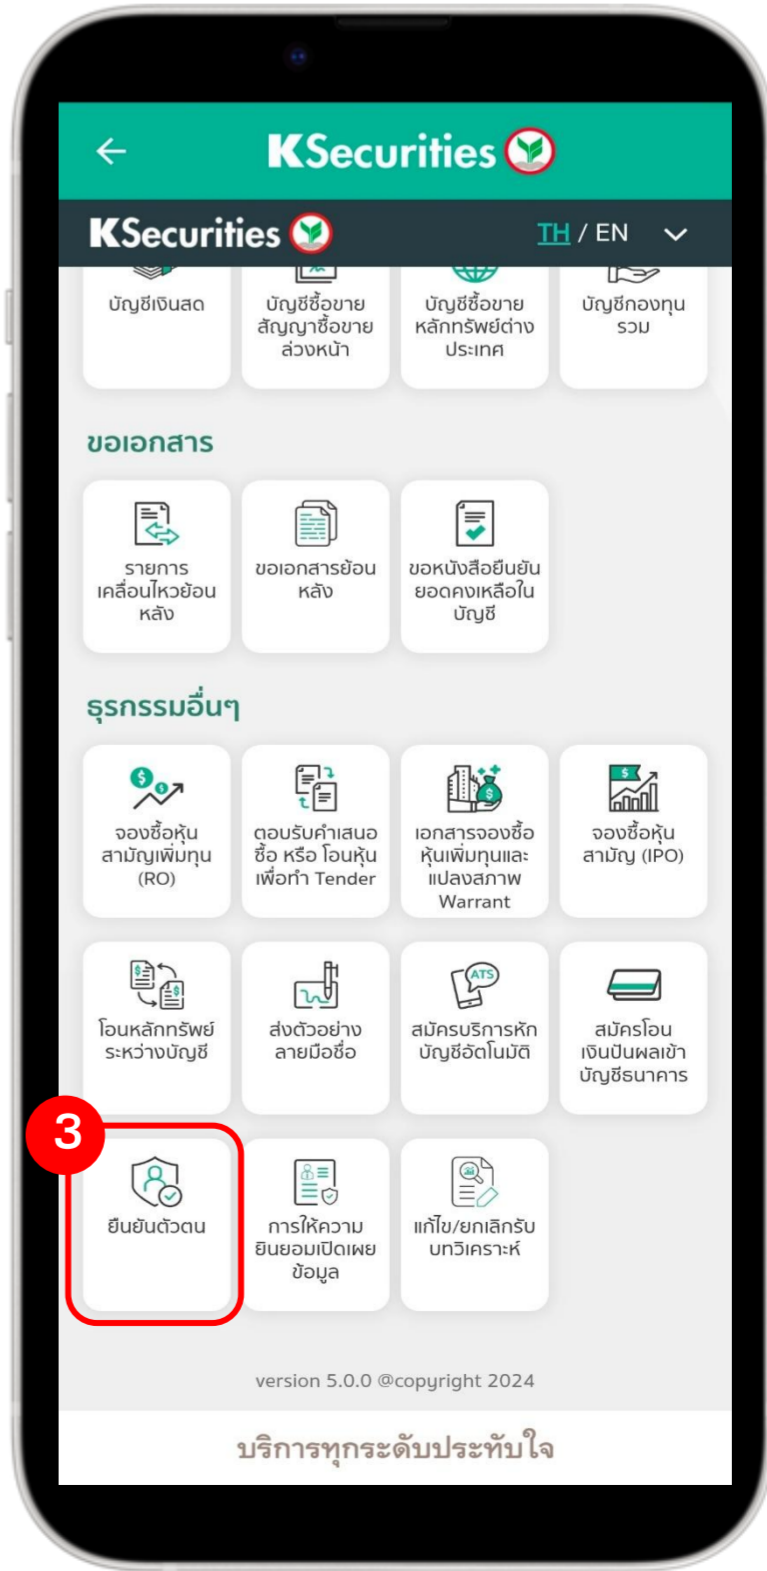 KSecurities
KSecurities
TH / EN
บัญชีเงินสด
บัญชีซื้อขาย
สัญญาซื้อขาย
ล่วงหน้า
บัญชีซื้อขาย
หลักทรัพย์ต่าง
ประเทศ
บัญชีกองทุน
รวม
ขอเอกสาร
รายการ
เคลื่อนไหวย้อน
หลัง
ขอเอกสารย้อน
หลัง
ขอหนังสือยืนยัน
ยอดคงเหลือใน
บัญชี
ธุรกรรมอื่นๆ
จองซื้อหุ้น
สามัญเพิ่มทุน
(RO)
ตอบรับคำเสนอ
ซื้อ หรือ โอนหุ้น
เพื่อทำ Tender
เอกสารจองซื้อ
หุ้นเพิ่มทุนและ
แปลงสภาพ
Warrant
จองซื้อหุ้น
สามัญ (IPO)
โอนหลักทรัพย์
ระหว่างบัญชี
ส่งตัวอย่าง
ลายมือชื่อ
ATS
สมัครบริการหัก
บัญชีอัตโนมัติ
สมัครโอน
เงินปันผลเข้า
บัญชีธนาคาร
3
ยืนยันตัวตน
การให้ความ
ยินยอมเปิดเผย
ข้อมูล
แก้ไข/ยกเลิกรับ
บทวิเคราะห์
version 5.0.0 @copyright 2024
บริการทุกระดับประทับใจ